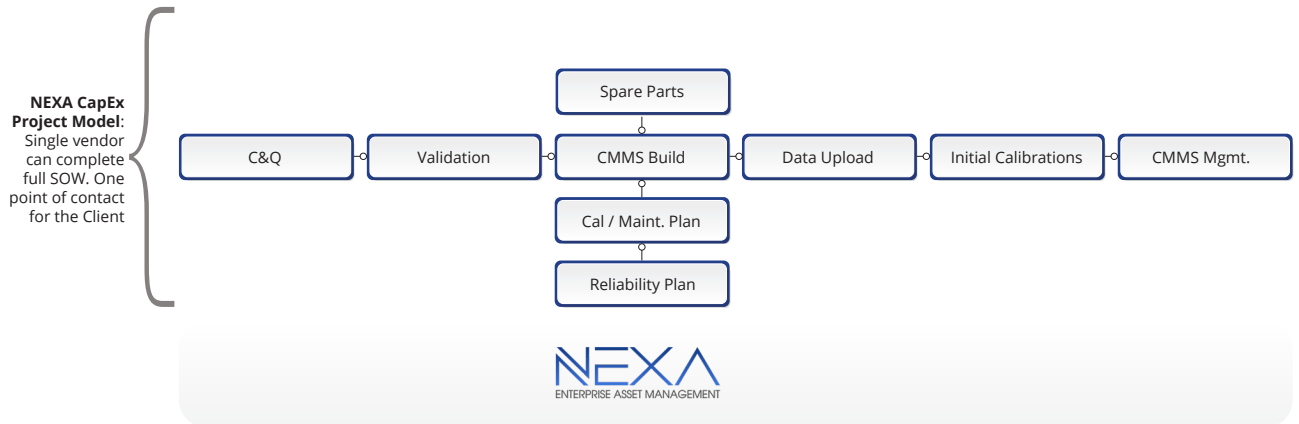 NEXA CapEx
Project Model:
Single vendor
can complete
full SOW. One
point of contact
for the Client
Spare Parts
C&Q
Validation
CMMS Build
Data Upload
Initial Calibrations
CMMS Mgmt.
Cal / Maint. Plan
Reliability Plan
NEXA
ENTERPRISE ASSET MANAGEMENT